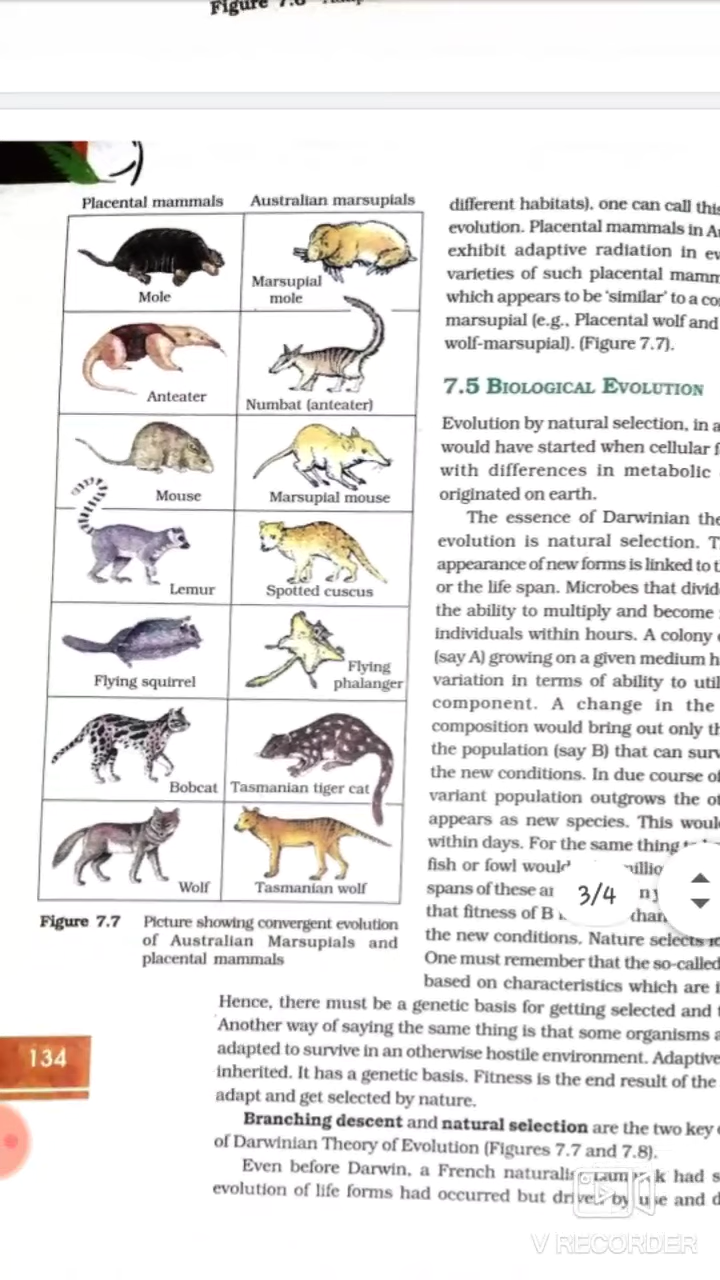 Figure 7.6
Placental mammals
Australian marsupials
Mole
Marsupial
mole
Anteater
Numbat (anteater)
Mouse
Marsupial mouse
Lemur
Spotted cuscus
Flying squirrel
Flying
phalanger
Bobcat
Tasmanian tiger cat
Wolf
Tasmanian wolf
Figure 7.7 Picture showing convergent evolution
of Australian Marsupials and
placental mammals
different habitats), one can call this
evolution. Placental mammals in
exhibit adaptive radiation in
varieties of such placental
which appears to be 'similar' to a
marsupial (e.g., Placental wolf and
wolf-marsupial). (Figure 7.7).
7.5 BIOLOGICAL EVOLUTION
Evolution by natural selection, in a
would have started when cellular
with differences in metabolic
originated on earth.
The essence of Darwinian
evolution is natural selection.
appearance of new forms is linked to
or the life span. Microbes that
the ability to multiply and become
individuals within hours. A colony
(say A) growing on a given medium
variation in terms of ability to
component. A change in the
composition would bring out only
the population (say B) that can
the new conditions. In due course of
variant population outgrows the
appears as new species. This
within days. For the same thing
fish or fowl
spans of these
that fitness of B
the new conditions. Nature selects
One must remember that the so-called
based on characteristics which are
Hence, there must be a genetic basis for getting selected and
Another way of saying the same thing is that some organisms
adapted to survive in an otherwise hostile environment. Adaptive
inherited. It has a genetic basis. Fitness is the end result of the
adapt and get selected by nature.
Branching descent and natural selection are the two key
of Darwinian Theory of Evolution (Figures 7.7 and 7.8).
Even before Darwin, a French had
evolution of life forms had occurred but by use and
134
3/4
V RECORDER